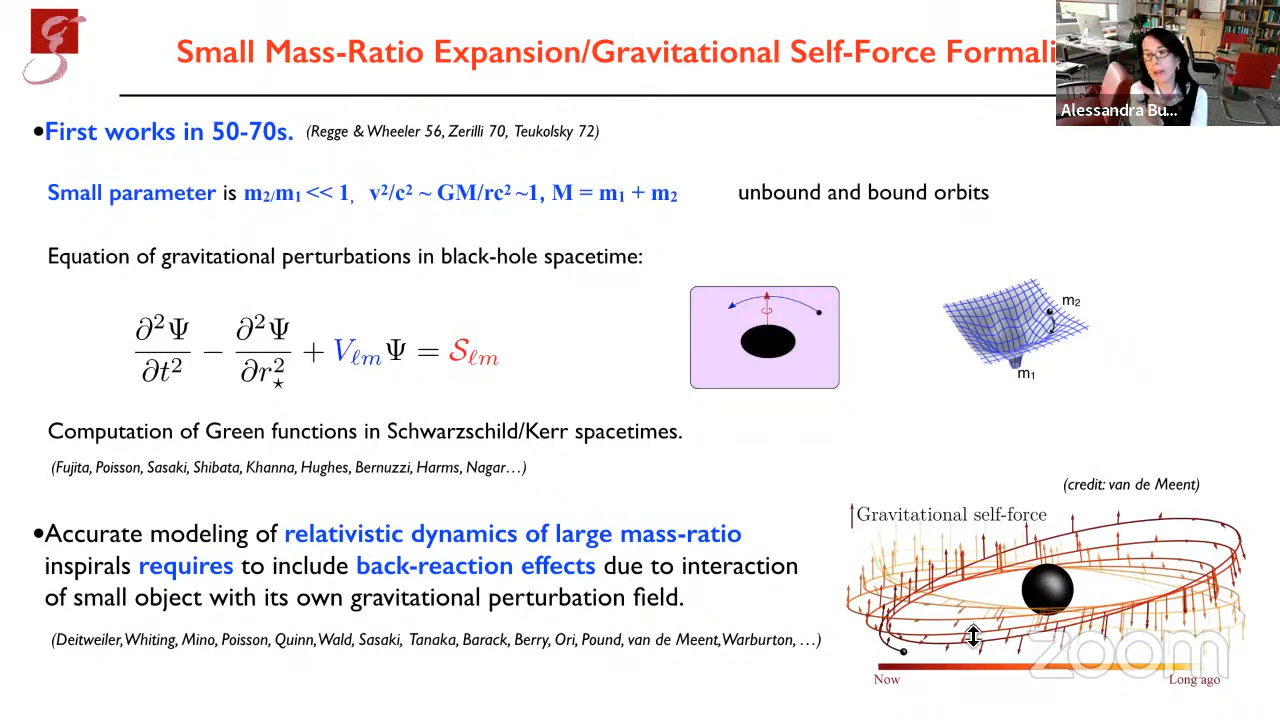 Small Mass-Ratio Expansion/Gravitational Self-Force Formali
Alessandra Bu...
•First works in 50-70s. (Regge & Wheeler 56, Zerilli 70, Teukolsky 72)
Small parameter is m₂/m₁ << 1, v²/c² ~ GM/rc² ~1, M = m₁ + m₂ unbound and bound orbits
Equation of gravitational perturbations in black-hole spacetime:
∂²Ψ/∂t² − ∂²Ψ/∂r⋆² + Vℓm Ψ = Sℓm
m₂
m₁
Computation of Green functions in Schwarzschild/Kerr spacetimes.
(Fujita, Poisson, Sasaki, Shibata, Khanna, Hughes, Bernuzzi, Harms, Nagar…)
(credit: van de Meent)
Gravitational self-force
•Accurate modeling of relativistic dynamics of large mass-ratio
inspirals requires to include back-reaction effects due to interaction
of small object with its own gravitational perturbation field.
(Deitweiler, Whiting, Mino, Poisson, Quinn, Wald, Sasaki, Tanaka, Barack, Berry, Ori, Pound, van de Meent, Warburton, …)
zoom
Now Long ago